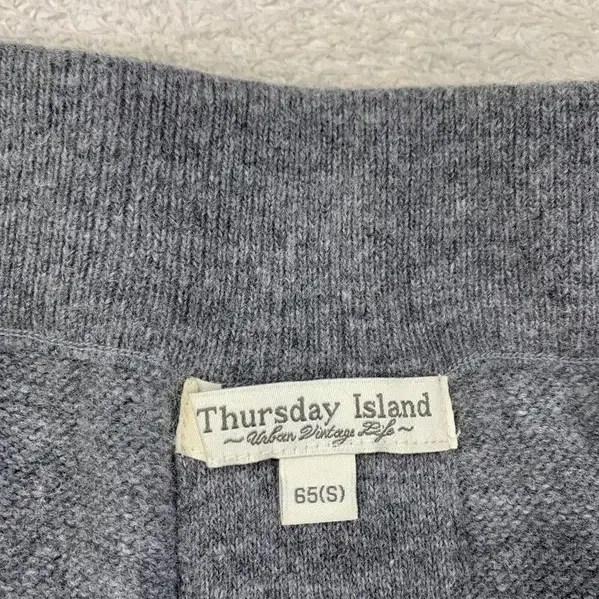 Thursday Island
~ Urban Vintage Life ~
65(S)